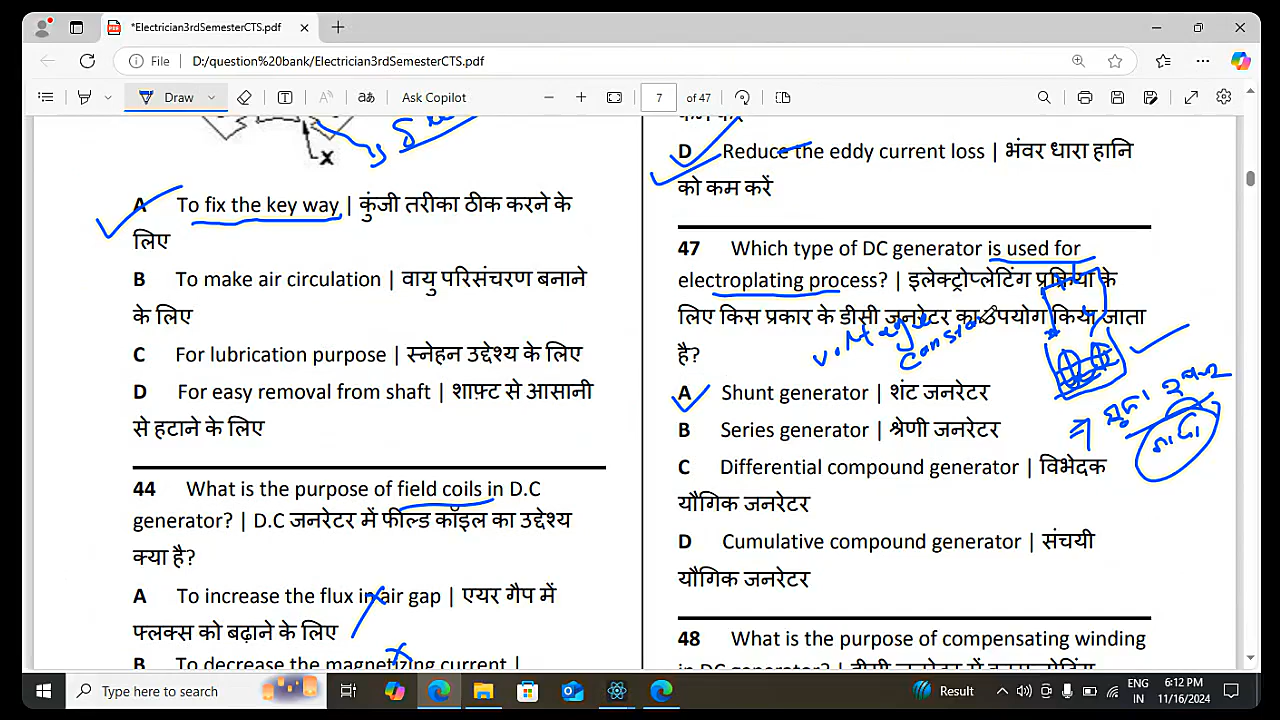 *Electrician3rdSemesterCTS.pdf
File D:/question%20bank/Electrician3rdSemesterCTS.pdf
Draw Ask Copilot 7 of 47
X
A To fix the key way | कुंजी तरीका ठीक करने के
लिए
B To make air circulation | वायु परिसंचरण बनाने
के लिए
C For lubrication purpose | स्नेहन उद्देश्य के लिए
D For easy removal from shaft | शाफ़्ट से आसानी
से हटाने के लिए
44 What is the purpose of field coils in D.C
generator? | D.C जनरेटर में फील्ड कॉइल का उद्देश्य
क्या है?
A To increase the flux in air gap | एयर गैप में
फ्लक्स को बढ़ाने के लिए
B To decrease the magnetizing current |
D Reduce the eddy current loss | भंवर धारा हानि
को कम करें
47 Which type of DC generator is used for
electroplating process? | इलेक्ट्रोप्लेटिंग प्रक्रिया के
लिए किस प्रकार के डीसी जनरेटर का उपयोग किया जाता
है?
voltage
A Shunt generator | शंट जनरेटर
B Series generator | श्रेणी जनरेटर
C Differential compound generator | विभेदक
यौगिक जनरेटर
D Cumulative compound generator | संचयी
यौगिक जनरेटर
48 What is the purpose of compensating winding
Type here to search
Result
ENG
IN
6:12 PM
11/16/2024